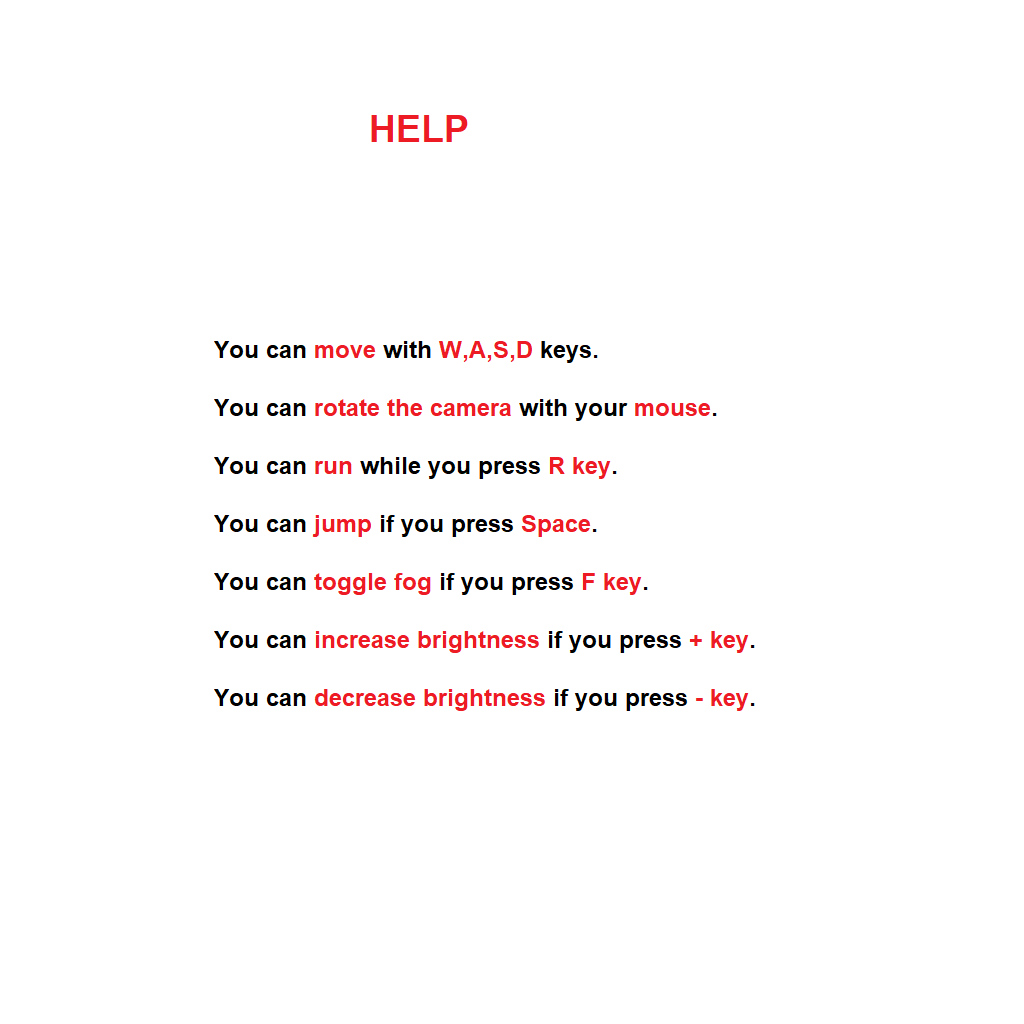 HELP
You can move with W,A,S,D keys.
You can rotate the camera with your mouse.
You can run while you press R key.
You can jump if you press Space.
You can toggle fog if you press F key.
You can increase brightness if you press + key.
You can decrease brightness if you press - key.